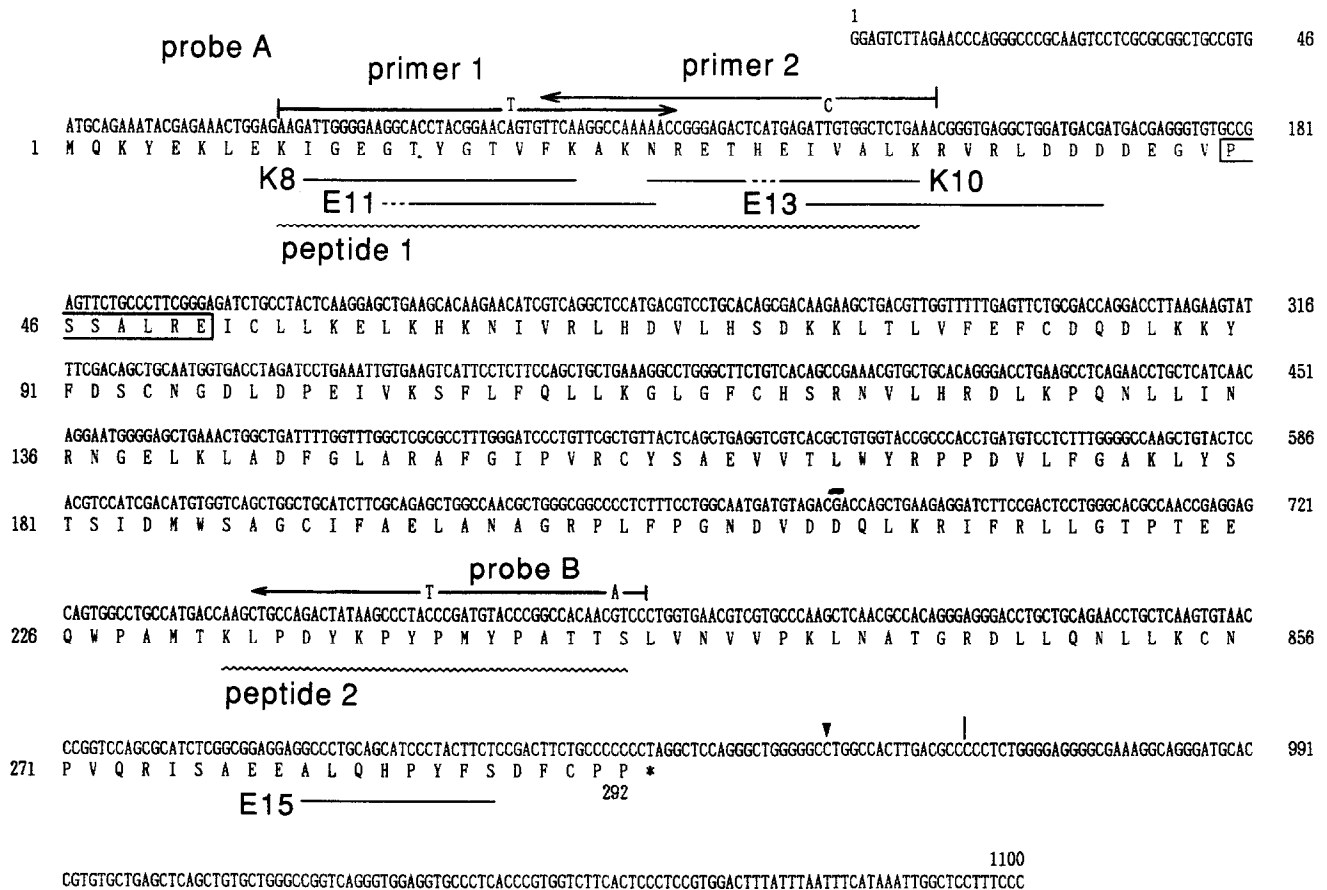 1
GGAGTCTTAGAACCCAGGGCCCGCAAGTCCTCGCGCGGCTGCCGTG 46
probe A
primer 1 primer 2
T C
ATGCAGAAATACGAGAAACTGGAGAAGATTGGGGAAGGCACCTACGGAACAGTGTTCAAGGCCAAAAACCGGGAGACTCATGAGATTGTGGCTCTGAAACGGGTGAGGCTGGATGACGATGACGAGGGTGTGCCG 181
1 M Q K Y E K L E K I G E G T Y G T V F K A K N R E T H E I V A L K R V R L D D D D E G V P
K8 K10
E11 E13
peptide 1
AGTTCTGCCCTTCGGGAGATCTGCCTACTCAAGGAGCTGAAGCACAAGAACATCGTCAGGCTCCATGACGTCCTGCACAGCGACAAGAAGCTGACGTTGGTTTTTGAGTTCTGCGACCAGGACCTTAAGAAGTAT 316
46 S S A L R E I C L L K E L K H K N I V R L H D V L H S D K K L T L V F E F C D Q D L K K Y
TTCGACAGCTGCAATGGTGACCTAGATCCTGAAATTGTGAAGTCATTCCTCTTCCAGCTGCTGAAAGGCCTGGGCTTCTGTCACAGCCGAAACGTGCTGCACAGGGACCTGAAGCCTCAGAACCTGCTCATCAAC 451
91 F D S C N G D L D P E I V K S F L F Q L L K G L G F C H S R N V L H R D L K P Q N L L I N
AGGAATGGGGAGCTGAAACTGGCTGATTTTGGTTTGGCTCGCGCCTTTGGGATCCCTGTTCGCTGTTACTCAGCTGAGGTCGTCACGCTGTGGTACCGCCCACCTGATGTCCTCTTTGGGGCCAAGCTGTACTCC 586
136 R N G E L K L A D F G L A R A F G I P V R C Y S A E V V T L W Y R P P D V L F G A K L Y S
ACGTCCATCGACATGTGGTCAGCTGGCTGCATCTTCGCAGAGCTGGCCAACGCTGGGCGGCCCCTCTTTCCTGGCAATGATGTAGACGACCAGCTGAAGAGGATCTTCCGACTCCTGGGCACGCCAACCGAGGAG 721
181 T S I D M W S A G C I F A E L A N A G R P L F P G N D V D D Q L K R I F R L L G T P T E E
T probe B A
CAGTGGCCTGCCATGACCAAGCTGCCAGACTATAAGCCCTACCCGATGTACCCGGCCACAACGTCCCTGGTGAACGTCGTGCCCAAGCTCAACGCCACAGGGAGGGACCTGCTGCAGAACCTGCTCAAGTGTAAC 856
226 Q W P A M T K L P D Y K P Y P M Y P A T T S L V N V V P K L N A T G R D L L Q N L L K C N
peptide 2
CCGGTCCAGCGCATCTCGGCGGAGGAGGCCCTGCAGCATCCCTACTTCTCCGACTTCTGCCCCCCCTAGGCTCCAGGGCTGGGGGCCTGGCCACTTGACGCCCCCTCTGGGGAGGGGCGAAAGGCAGGGATGCAC 991
271 P V Q R I S A E E A L Q H P Y F S D F C P P *
E15 292
1100
CGTGTGCTGAGCTCAGCTGTGCTGGGCCGGTCAGGGTGGAGGTGCCCTCACCCGTGGTCTTCACTCCCTCCGTGGACTTTATTTAATTTCATAAATTGGCTCCTTTCCC